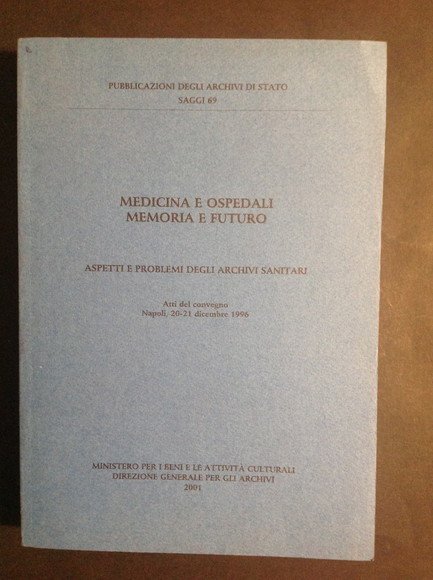 PUBBLICAZIONI DEGLI ARCHIVI DI STATO
SAGGI 69
MEDICINA E OSPEDALI
MEMORIA E FUTURO
ASPETTI E PROBLEMI DEGLI ARCHIVI SANITARI
Atti del convegno
Napoli, 20-21 dicembre 1996
MINISTERO PER I BENI E LE ATTIVITÀ CULTURALI
DIREZIONE GENERALE PER GLI ARCHIVI
2001